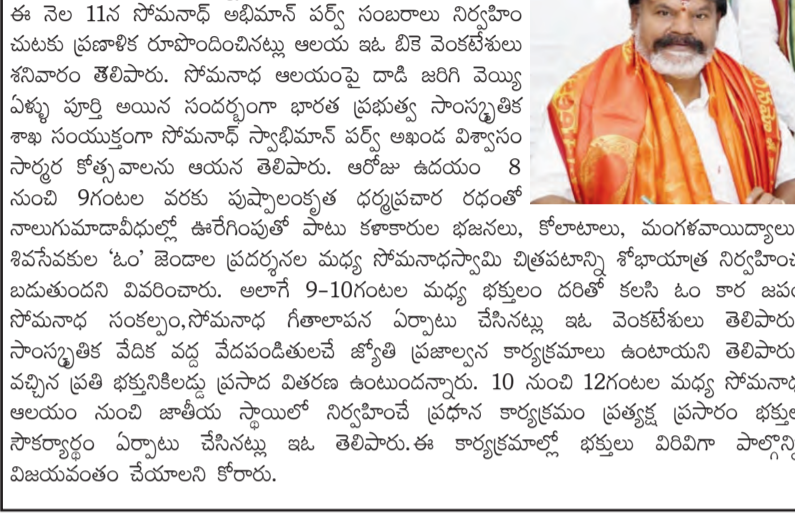 ఈ నెల 11న సోమనాధ్ అభిమాన్ పర్వ్ సంబరాలు నిర్వహిం
చుటకు ప్రణాళిక రూపొందించినట్లు ఆలయ ఇఓ బికె వెంకటేశులు
శనివారం తెలిపారు. సోమనాధ ఆలయంపై దాడి జరిగి వెయ్యి
ఏళ్ళు పూర్తి అయిన సందర్భంగా భారత ప్రభుత్వ సాంస్కృతిక
శాఖ సంయుక్తంగా సోమనాధ్ స్వాభిమాన్ పర్వ్ అఖండ విశ్వాసం
సార్మర కోత్సవాలను ఆయన తెలిపారు. ఆరోజు ఉదయం 8
నుంచి 9గంటల వరకు పుష్పాలంకృత ధర్మప్రచార రధంతో
నాలుగుమాడావీధుల్లో ఊరేగింపుతో పాటు కళాకారుల భజనలు, కోలాటాలు, మంగళవాయిద్యాలు
శివసేవకుల ‘ఓం’ జెండాల ప్రదర్శనల మధ్య సోమనాధస్వామి చిత్రపటాన్ని శోభాయాత్ర నిర్వహించ
బడుతుందని వివరించారు. అలాగే 9-10గంటల మధ్య భక్తులం దరితో కలసి ఓం కార జపం
సోమనాధ సంకల్పం,సోమనాధ గీతాలాపన ఏర్పాటు చేసినట్లు ఇఓ వెంకటేశులు తెలిపారు
సాంస్కృతిక వేదిక వద్ద వేదపండితులచే జ్యోతి ప్రజాల్వన కార్యక్రమాలు ఉంటాయని తెలిపారు
వచ్చిన ప్రతి భక్తునికిలడ్డు ప్రసాద వితరణ ఉంటుందన్నారు. 10 నుంచి 12గంటల మధ్య సోమనాధ
ఆలయం నుంచి జాతీయ స్థాయిలో నిర్వహించే ప్రధాన కార్యక్రమం ప్రత్యక్ష ప్రసారం భక్తుల
సౌకర్యార్థం ఏర్పాటు చేసినట్లు ఇఓ తెలిపారు.ఈ కార్యక్రమాల్లో భక్తులు విరివిగా పాల్గొన్ని
విజయవంతం చేయాలని కోరారు.